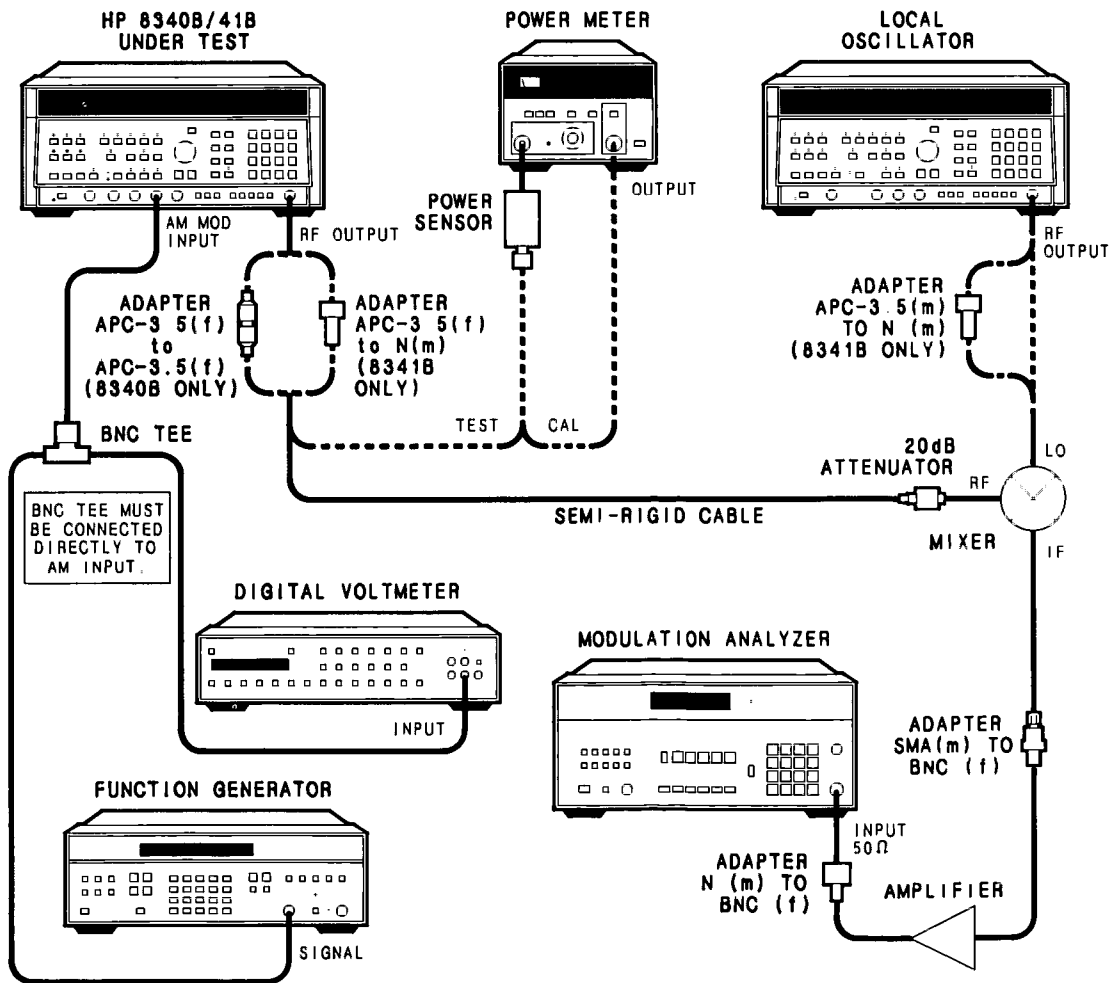 HP 8340B/41B
UNDER TEST
POWER METER
LOCAL
OSCILLATOR
AM MOD
INPUT
RF OUTPUT
POWER
SENSOR
OUTPUT
RF
OUTPUT
ADAPTER
APC-3 5(f)
to
APC-3.5(f)
(8340B ONLY)
ADAPTER
APC-3 5(f)
to N(m)
(8341B
ONLY)
ADAPTER
APC-3.5(m)
TO N (m)
(8341B ONLY)
BNC TEE
TEST
CAL
20dB
ATTENUATOR
RF
LO
BNC TEE MUST
BE CONNECTED
DIRECTLY TO
AM INPUT.
SEMI-RIGID CABLE
MIXER
IF
DIGITAL VOLTMETER
INPUT
MODULATION ANALYZER
ADAPTER
SMA(m) TO
BNC (f)
FUNCTION GENERATOR
SIGNAL
INPUT
50Ω
ADAPTER
N (m) TO
BNC (f)
AMPLIFIER